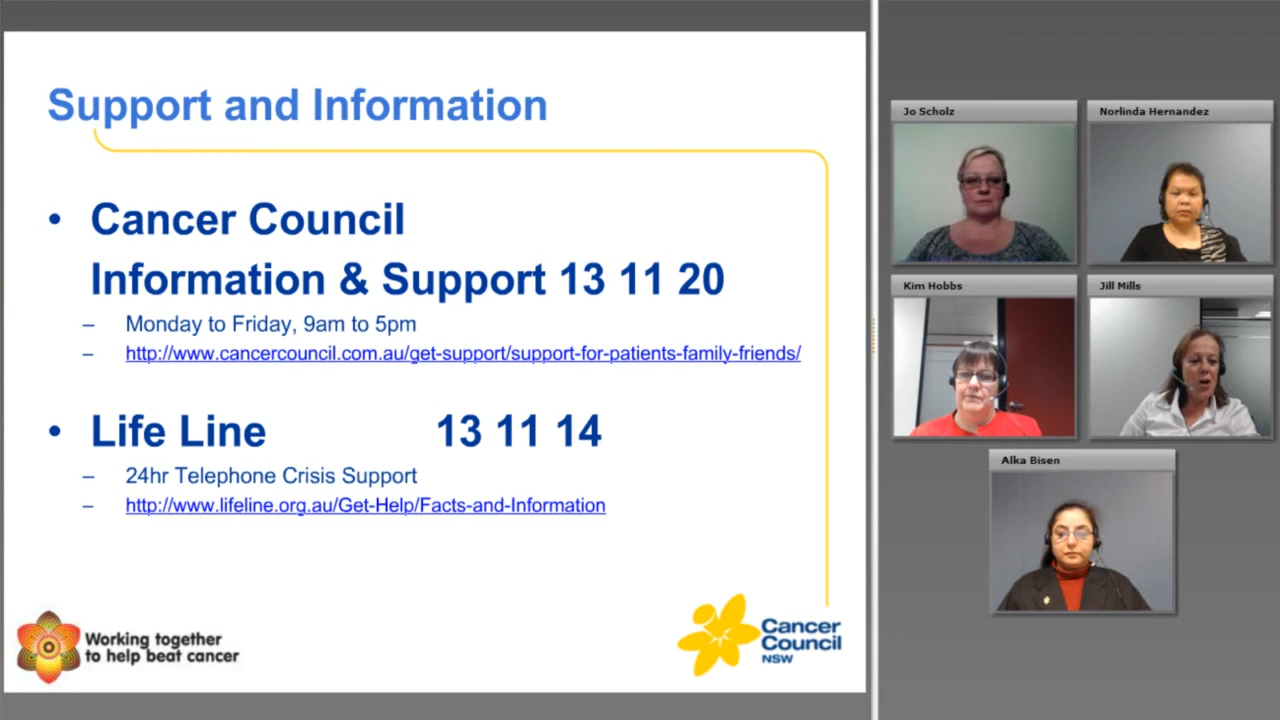 Support and Information
• Cancer Council
Information & Support 13 11 20
– Monday to Friday, 9am to 5pm
– http://www.cancercouncil.com.au/get-support/support-for-patients-family-friends/
• Life Line 13 11 14
– 24hr Telephone Crisis Support
– http://www.lifeline.org.au/Get-Help/Facts-and-Information
Working together
to help beat cancer
Cancer
Council
NSW
Jo Scholz
Norlinda Hernandez
Kim Hobbs
Jill Mills
Alka Bisen